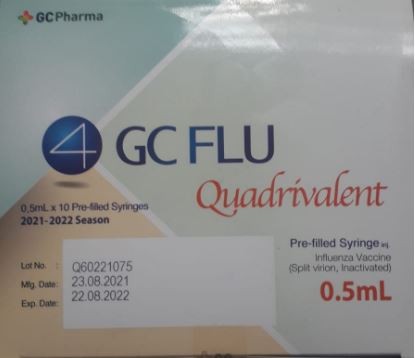 GC Pharma
4 GC FLU
Quadrivalent
0.5mL x 10 Pre-filled Syringes
2021-2022 Season
Pre-filled Syringe inj.
Influenza Vaccine
(Split virion, Inactivated)
0.5mL
Lot No. : Q60221075
Mfg. Date: 23.08.2021
Exp. Date: 22.08.2022